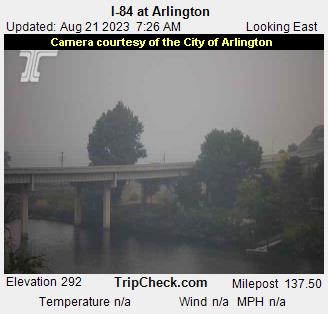 I-84 at Arlington
Updated: Aug 21 2023 7:26 AM Looking East
Camera courtesy of the City of Arlington
Elevation 292 TripCheck.com Milepost 137.50
Temperature n/a Wind n/a MPH n/a